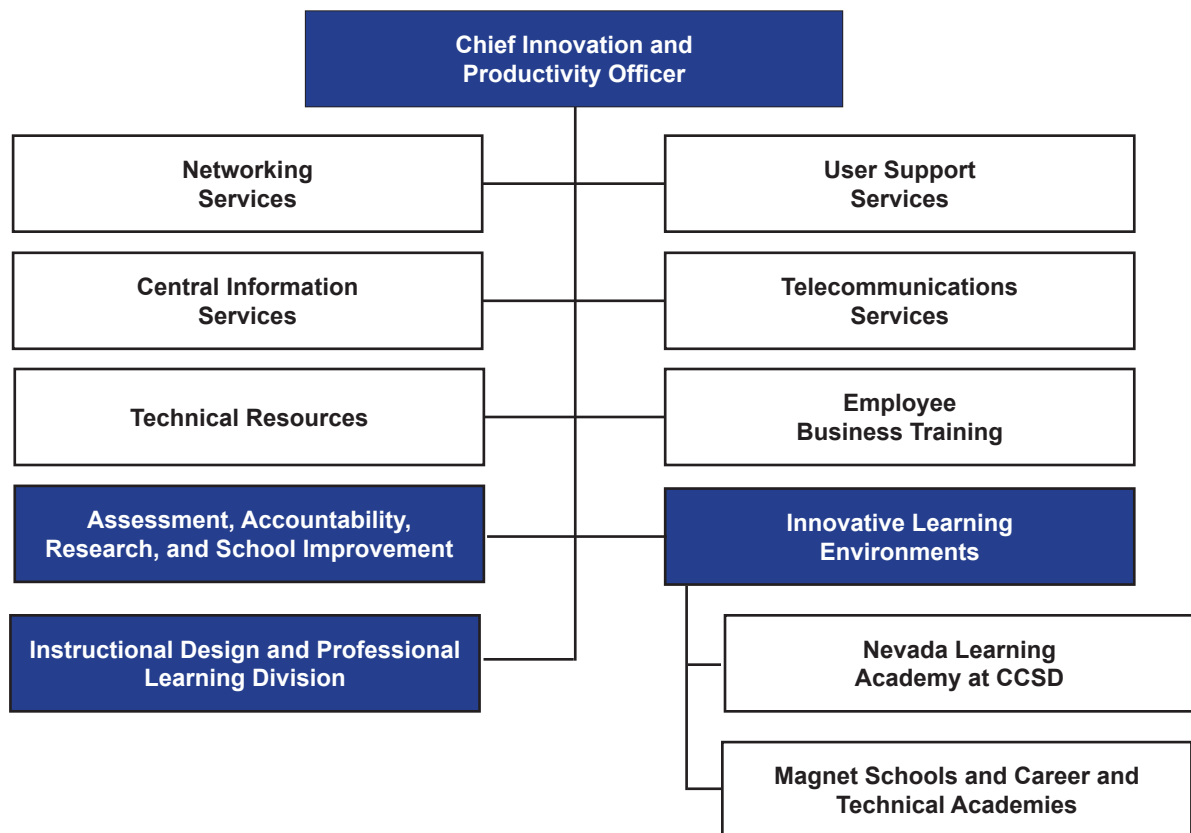 Chief Innovation and
Productivity Officer
Networking
Services
User Support
Services
Central Information
Services
Telecommunications
Services
Technical Resources
Employee
Business Training
Assessment, Accountability,
Research, and School Improvement
Innovative Learning
Environments
Instructional Design and Professional
Learning Division
Nevada Learning
Academy at CCSD
Magnet Schools and Career and
Technical Academies